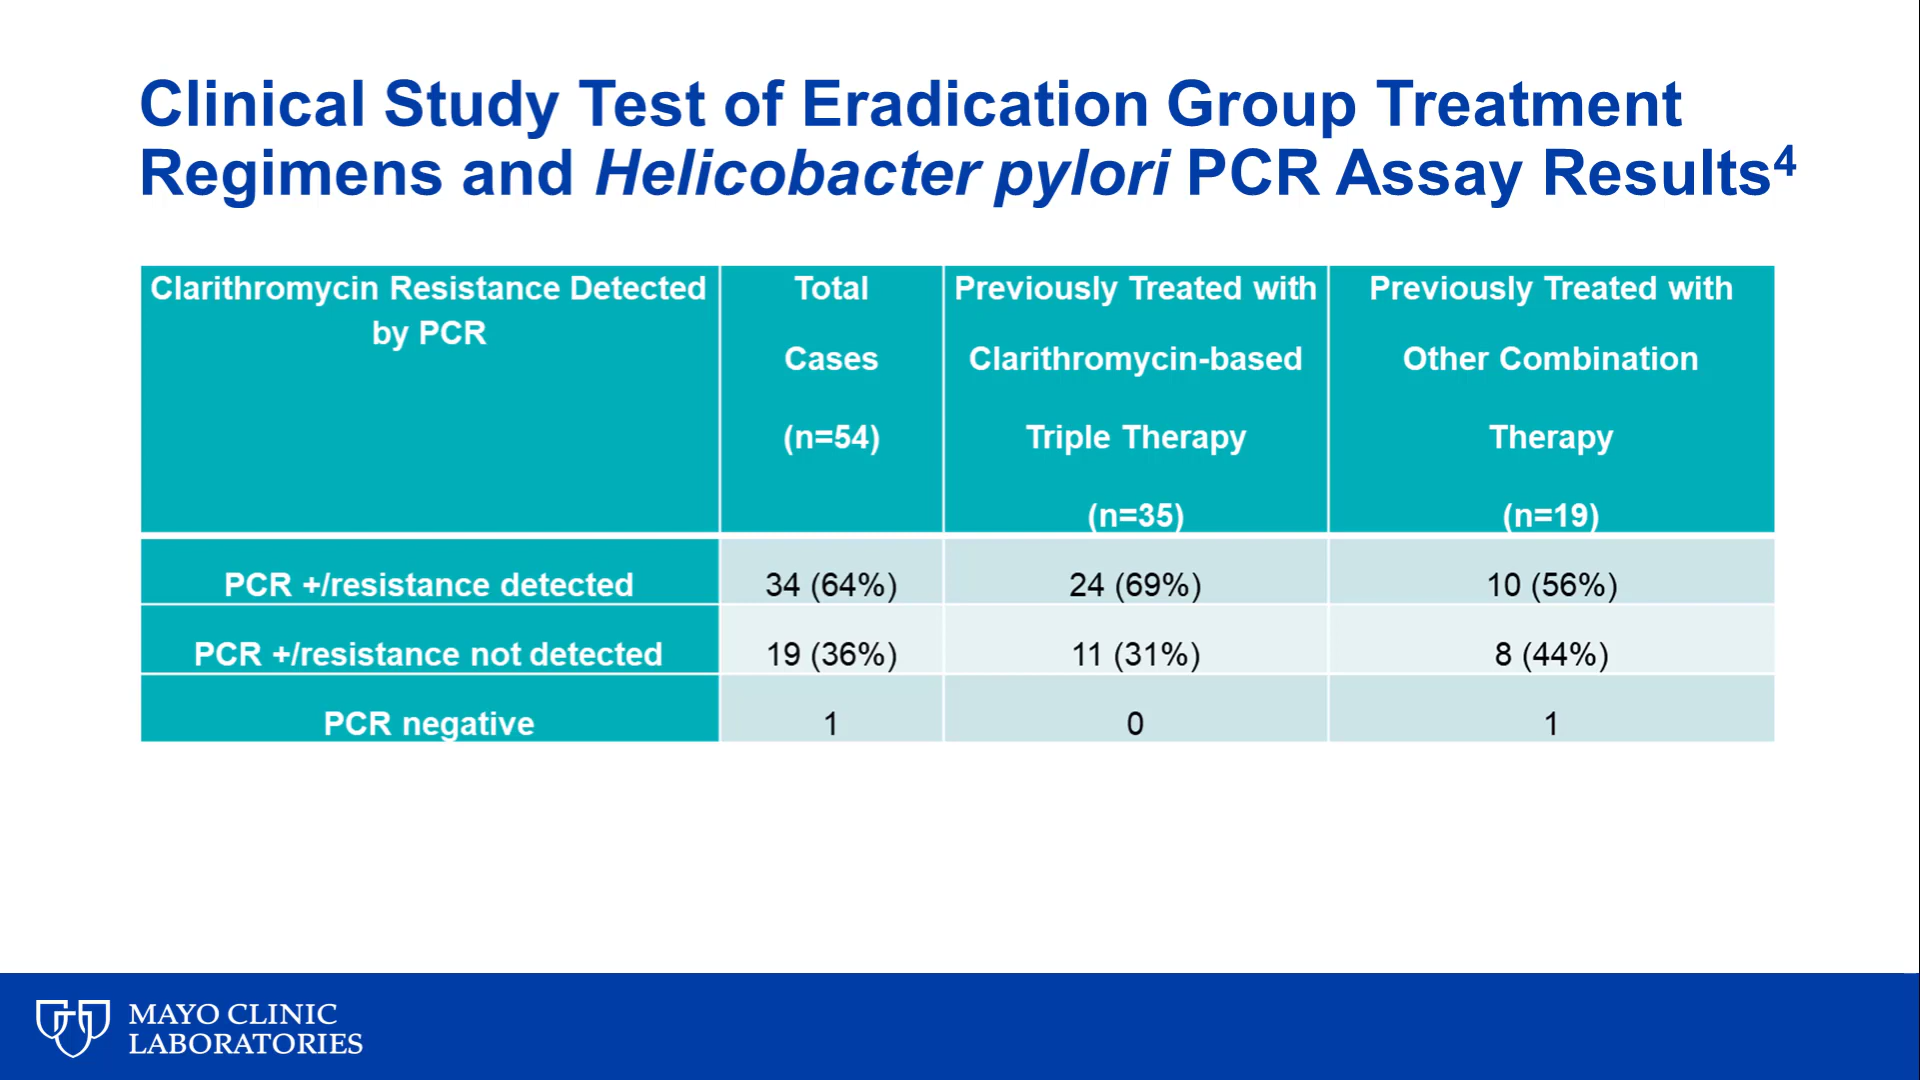 Clinical Study Test of Eradication Group Treatment
Regimens and Helicobacter pylori PCR Assay Results⁴
Clarithromycin Resistance Detected
by PCR
Total
Cases
(n=54)
Previously Treated with
Clarithromycin-based
Triple Therapy
(n=35)
Previously Treated with
Other Combination
Therapy
(n=19)
PCR +/resistance detected 34 (64%) 24 (69%) 10 (56%)
PCR +/resistance not detected 19 (36%) 11 (31%) 8 (44%)
PCR negative 1 0 1
MAYO CLINIC
LABORATORIES